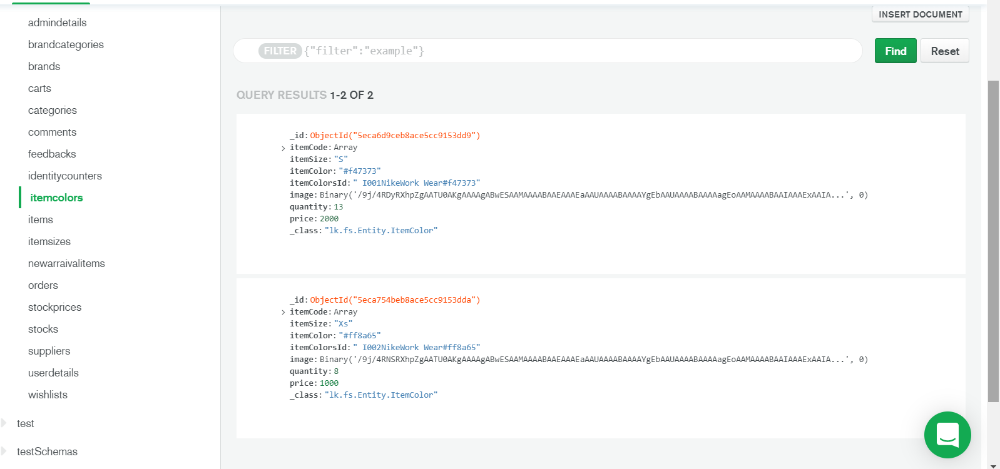 admindetails
brandcategories
brands
carts
categories
comments
feedbacks
identitycounters
itemcolors
items
itemsizes
newarraivalitems
orders
stockprices
stocks
suppliers
userdetails
wishlists
test
testSchemas
INSERT DOCUMENT
FILTER {"filter":"example"}
Find
Reset
QUERY RESULTS 1-2 OF 2
_id: ObjectId("5eca6d9ceb8ace5cc9153dd9")
itemCode: Array
itemSize: "S"
itemColor: "#f47373"
itemColorsId: " I001NikeWork Wear#f47373"
image: Binary('/9j/4RDyRXhpZgAATU0AKgAAAAgABwESAAMAAAABAAEAAAEaAAUAAAABAAAAYgEbAAUAAAABAAAAagEoAAMAAAABAAIAAAExAAIA...', 0)
quantity: 13
price: 2000
_class: "lk.fs.Entity.ItemColor"
_id: ObjectId("5eca754beb8ace5cc9153dda")
itemCode: Array
itemSize: "Xs"
itemColor: "#ff8a65"
itemColorsId: " I002NikeWork Wear#ff8a65"
image: Binary('/9j/4RNSRXhpZgAATU0AKgAAAAgABwESAAMAAAABAAEAAAEaAAUAAAABAAAAYgEbAAUAAAABAAAAagEoAAMAAAABAAIAAAExAAIA...', 0)
quantity: 8
price: 1000
_class: "lk.fs.Entity.ItemColor"